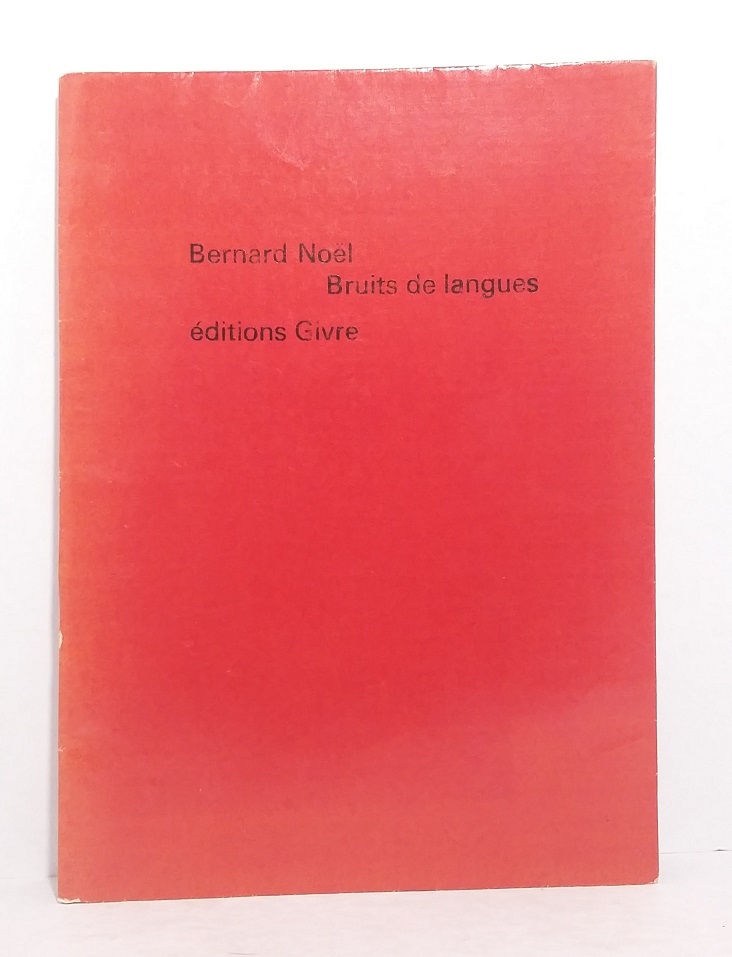 Bernard Noël
Bruits de langues
éditions Givre